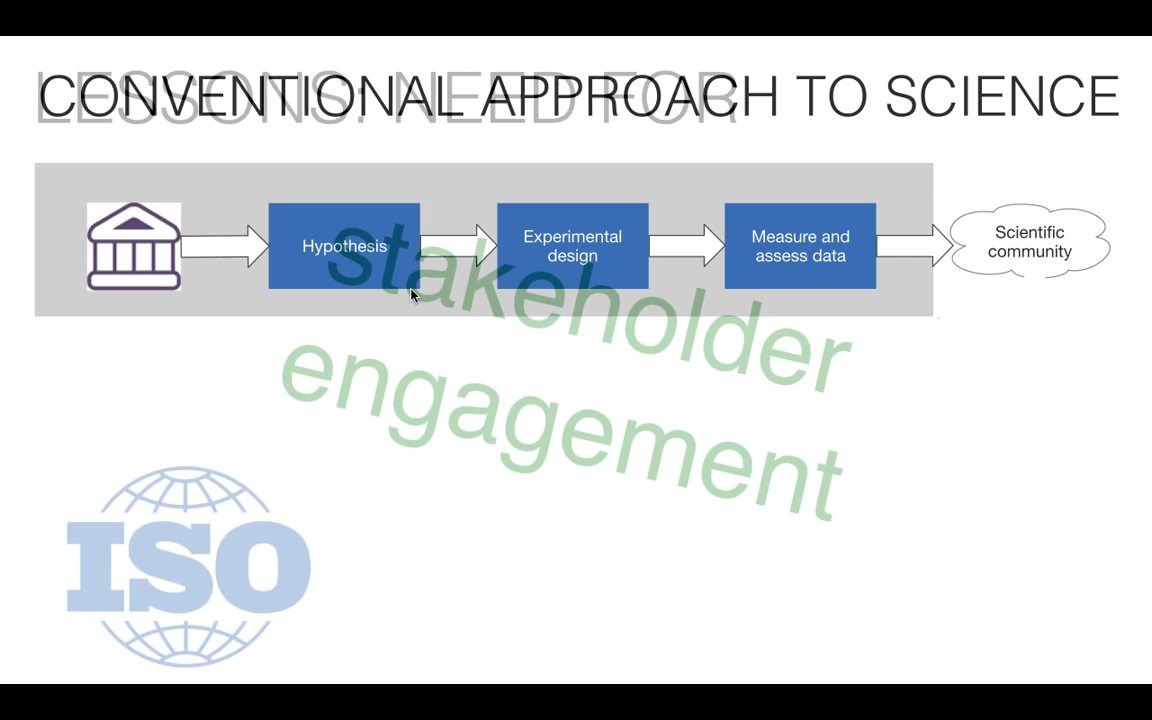 CONVENTIONAL APPROACH TO SCIENCE
LESSONS: NEED FOR
Hypothesis
Experimental
design
Measure and
assess data
Scientific
community
stakeholder
engagement
ISO